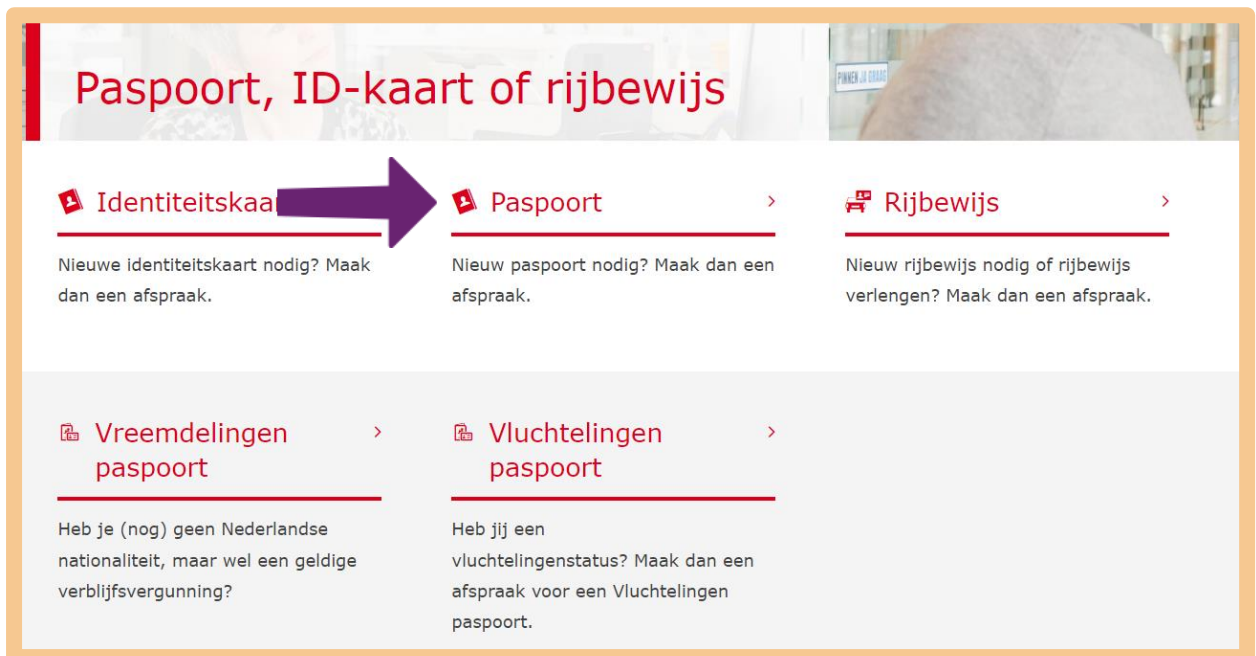 Paspoort, ID-kaart of rijbewijs
PINNEN JA GRAAG
Paspoort
Rijbewijs
Nieuwe identiteitskaart nodig? Maak
dan een afspraak.
Nieuw paspoort nodig? Maak dan een
afspraak.
Nieuw rijbewijs nodig of rijbewijs
verlengen? Maak dan een afspraak.
Vreemdelingen
paspoort
Heb je (nog) geen Nederlandse
nationaliteit, maar wel een geldige
verblijfsvergunning?
Vluchtelingen
paspoort
Heb jij een
vluchtelingenstatus? Maak dan een
afspraak voor een Vluchtelingen
paspoort.